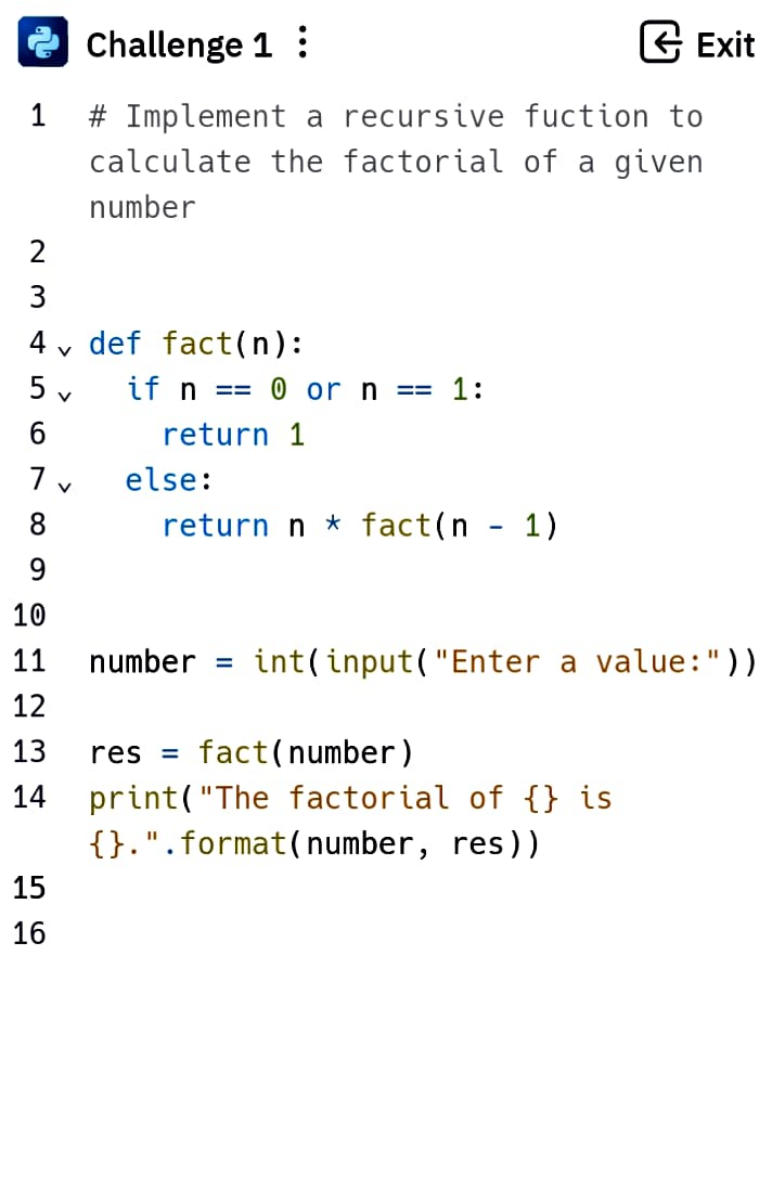 Challenge 1 ⋮ Exit
1 # Implement a recursive fuction to
calculate the factorial of a given
number
2
3
4 def fact(n):
5   if n == 0 or n == 1:
6     return 1
7   else:
8     return n * fact(n - 1)
9
10
11 number = int(input("Enter a value:"))
12
13 res = fact(number)
14 print("The factorial of {} is
{}.".format(number, res))
15
16